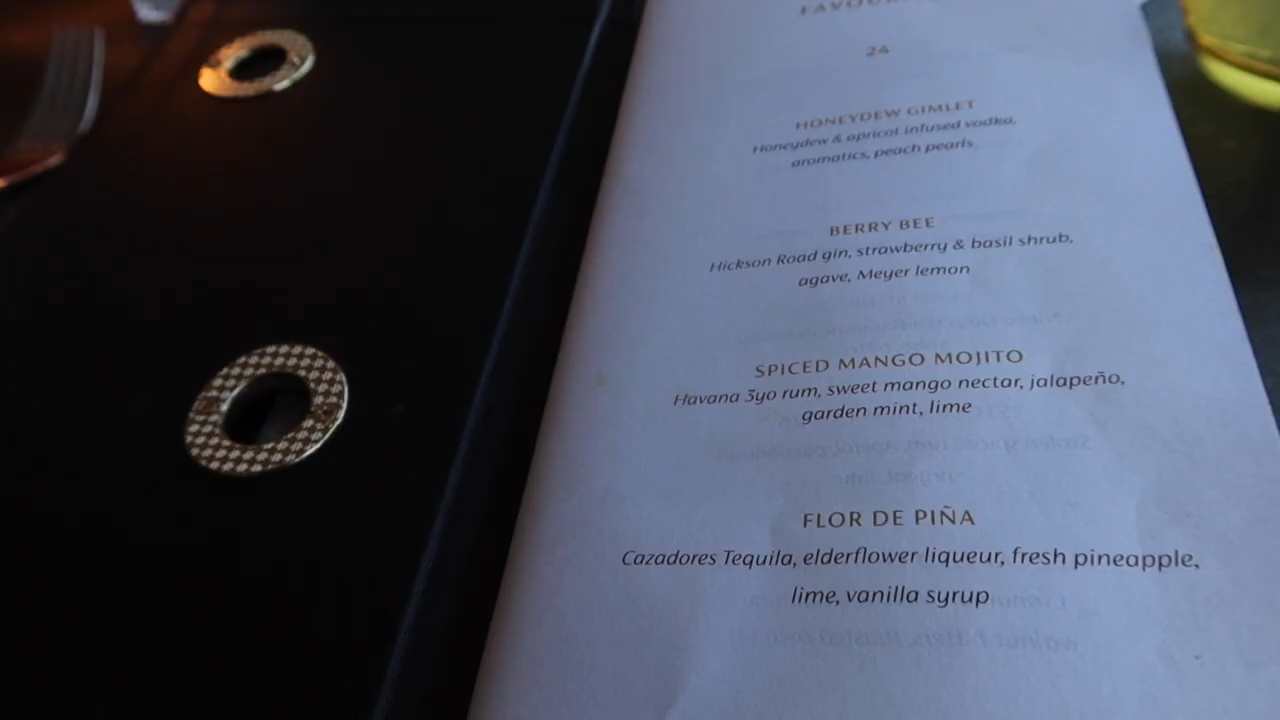 24
HONEYDEW GIMLET
Honeydew & apricot infused vodka,
aromatics, peach pearls
BERRY BEE
Hickson Road gin, strawberry & basil shrub,
agave, Meyer lemon
SPICED MANGO MOJITO
Havana 3yo rum, sweet mango nectar, jalapeño,
garden mint, lime
FLOR DE PIÑA
Cazadores Tequila, elderflower liqueur, fresh pineapple,
lime, vanilla syrup